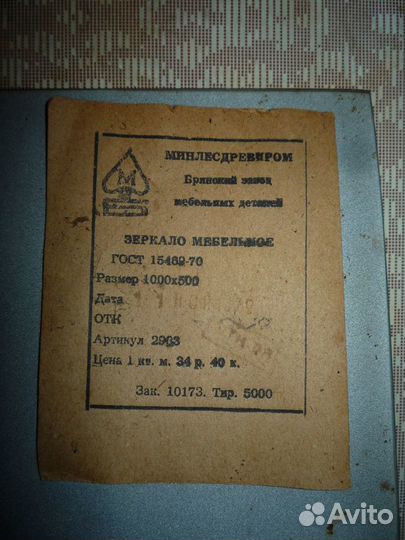 М
МИНЛЕСДРЕВПРОМ
Брянский завод
мебельных деталей
ЗЕРКАЛО МЕБЕЛЬНОЕ
ГОСТ 15469-70
Размер 1000х500
Дата
ОТК
Артикул 2963
Цена 1 кв. м. 34 р. 40 к.
Зак. 10173. Тир. 5000
Avito